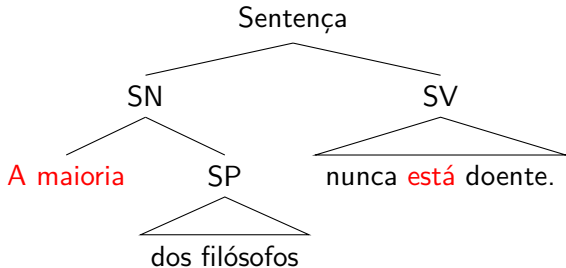 Sentença
SN SV
A maioria SP nunca está doente.
dos filósofos